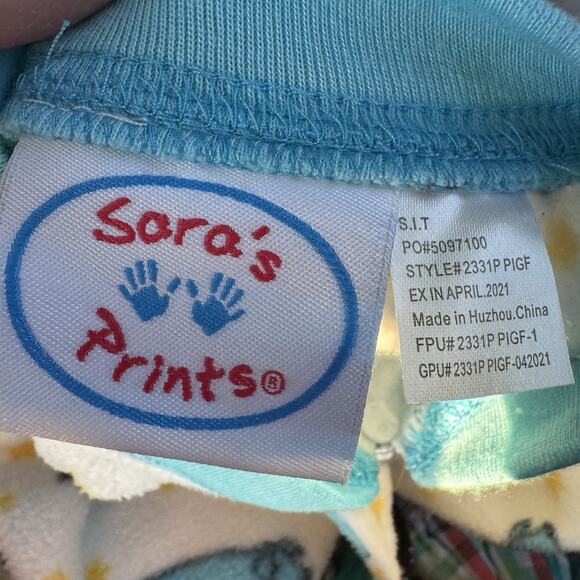 Sara's
Prints®
S.I.T
PO#5097100
STYLE#2331P PIGF
EX IN APRIL.2021
Made in Huzhou.China
FPU#2331P PIGF-1
GPU#2331P PIGF-042021